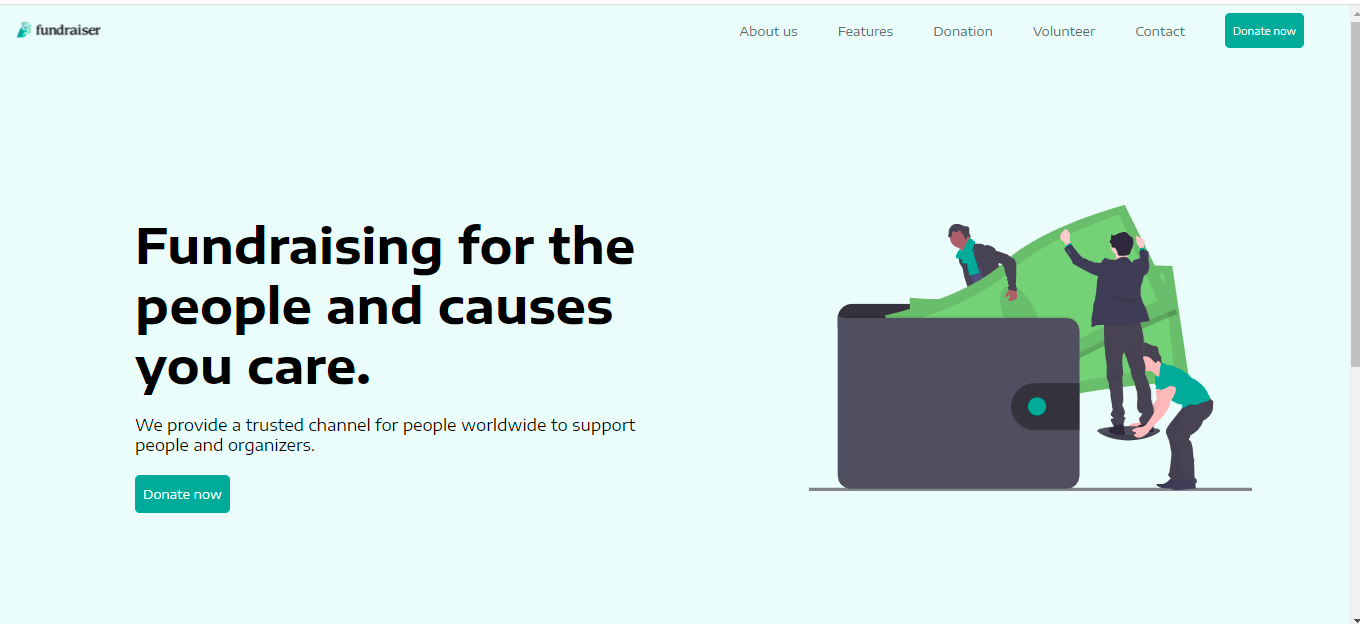 fundraiser
About us
Features
Donation
Volunteer
Contact
Donate now
Fundraising for the
people and causes
you care.
We provide a trusted channel for people worldwide to support
people and organizers.
Donate now